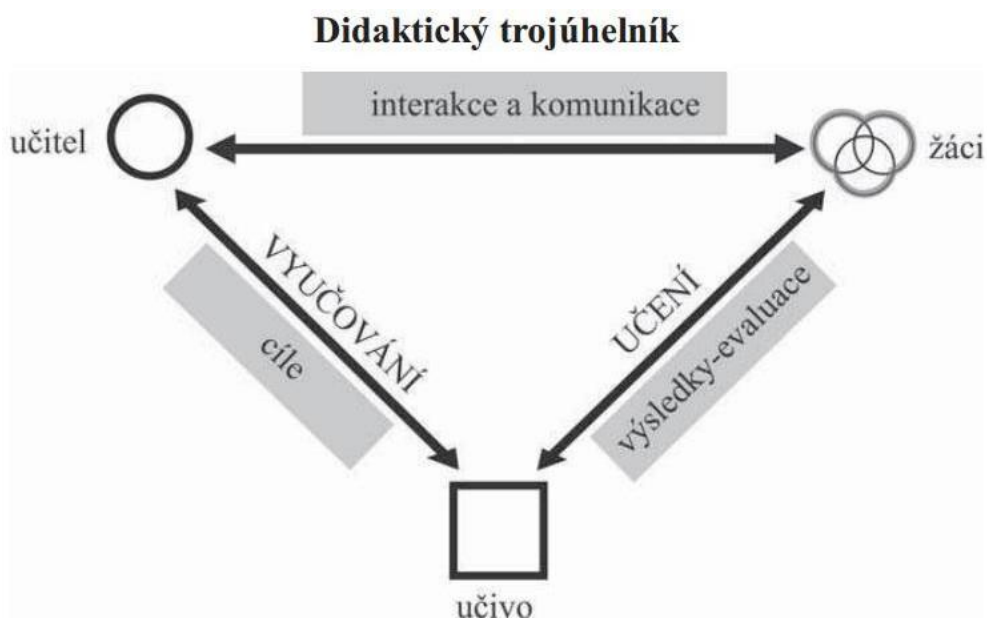 Didaktický trojúhelník
interakce a komunikace
učitel
žáci
VYUČOVÁNÍ
cíle
UČENÍ
výsledky-evaluace
učivo